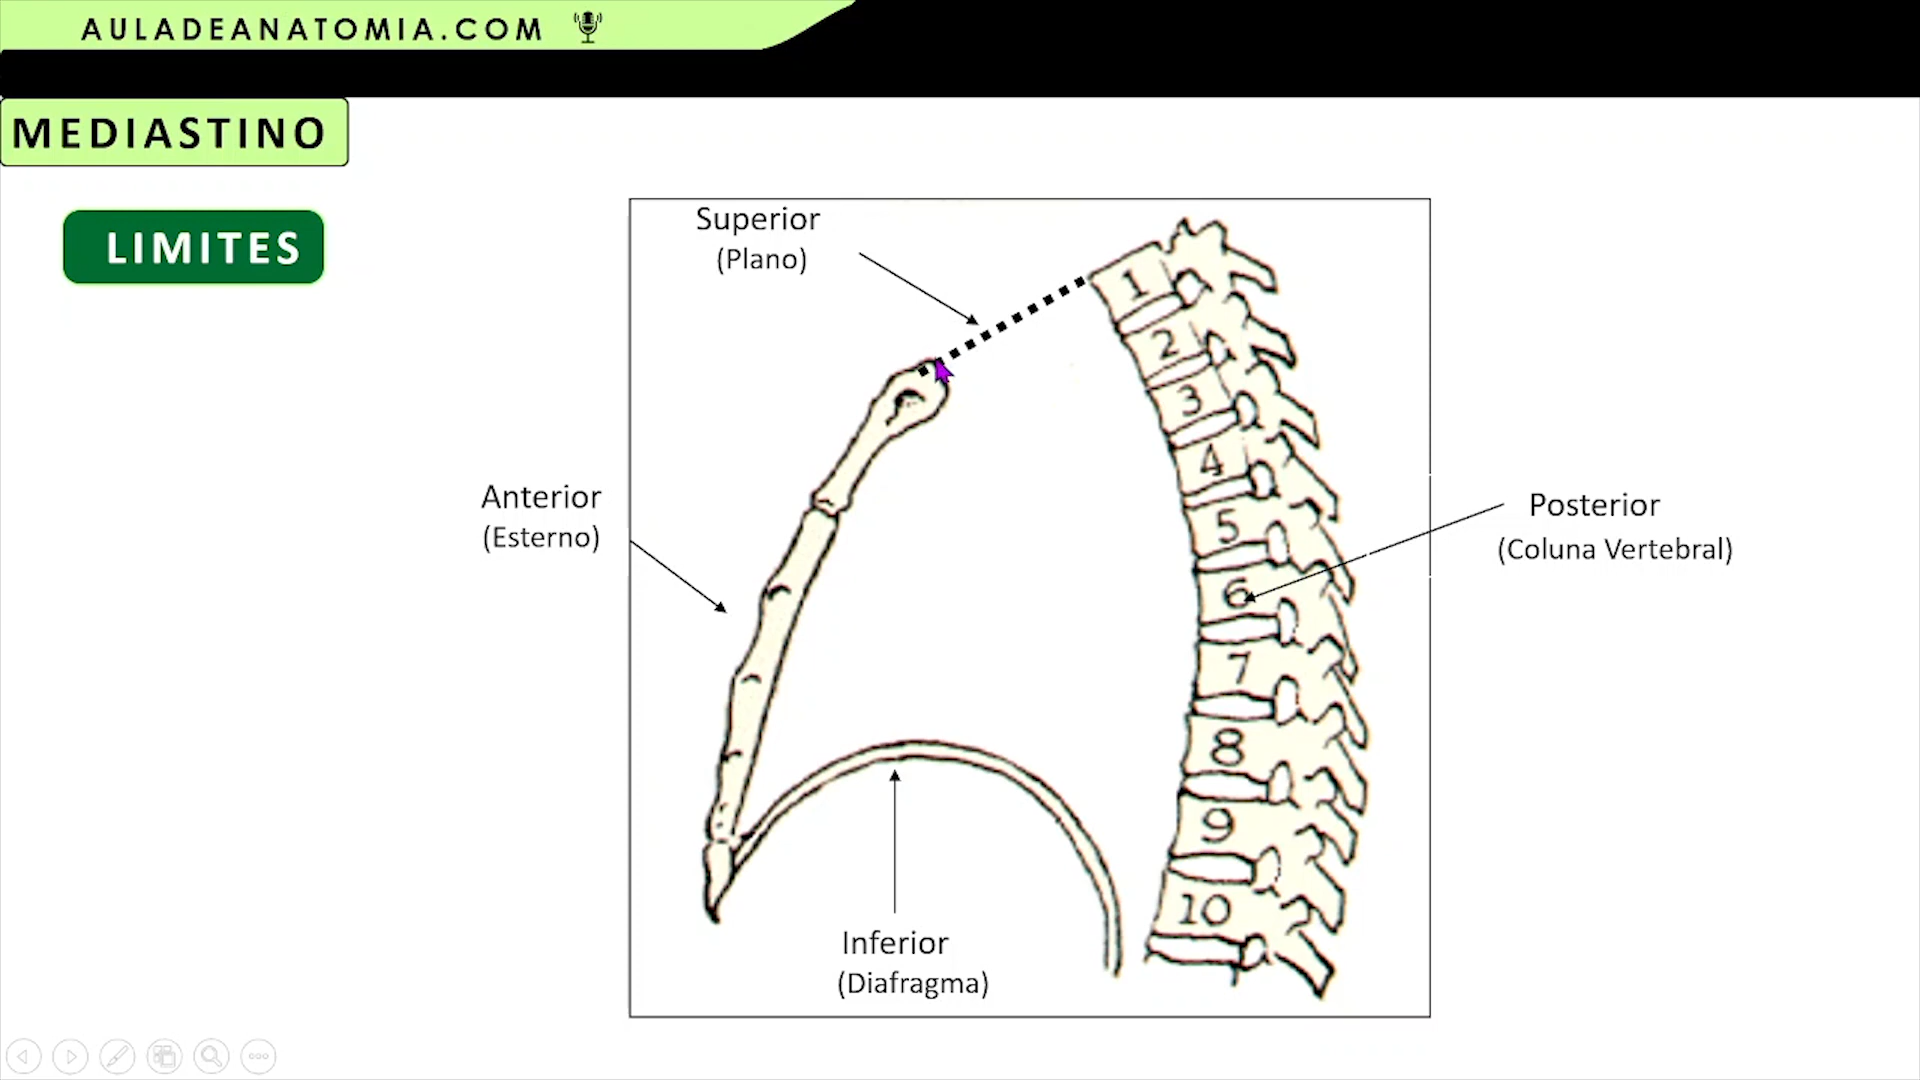 AULADEANATOMIA.COM
MEDIASTINO
LIMITES
Superior
(Plano)
Anterior
(Esterno)
Posterior
(Coluna Vertebral)
Inferior
(Diafragma)
1
2
3
4
5
6
7
8
9
10